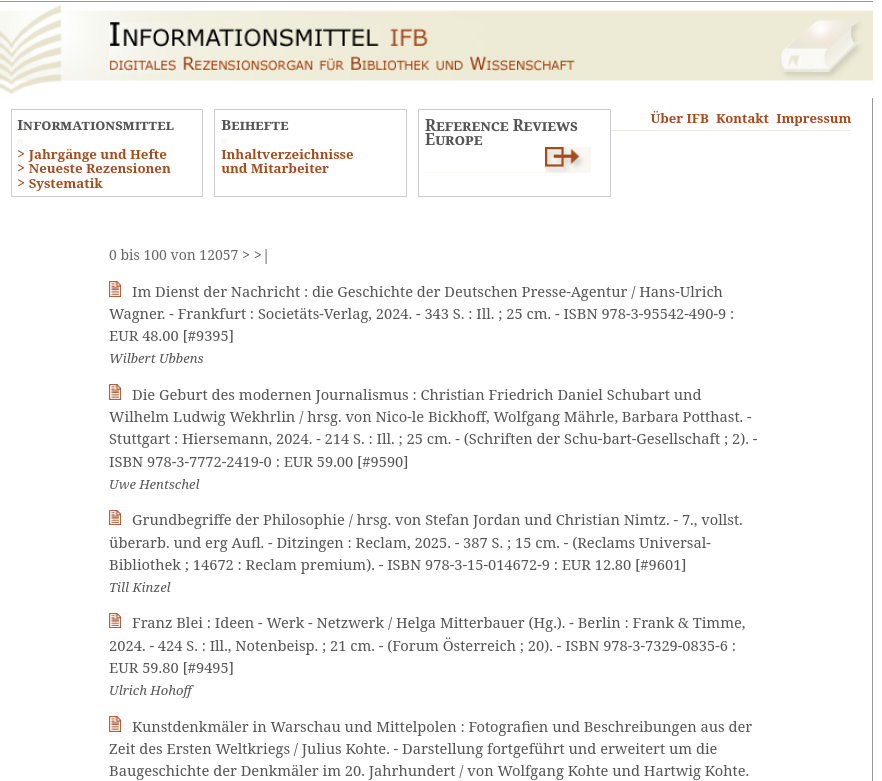 Informationsmittel IFB
digitales Rezensionsorgan für Bibliothek und Wissenschaft
Informationsmittel
> Jahrgänge und Hefte
> Neueste Rezensionen
> Systematik
Beihefte
Inhaltverzeichnisse
und Mitarbeiter
Reference Reviews
Europe
Über IFB Kontakt Impressum
0 bis 100 von 12057 > >|
Im Dienst der Nachricht : die Geschichte der Deutschen Presse-Agentur / Hans-Ulrich
Wagner. - Frankfurt : Societäts-Verlag, 2024. - 343 S. : Ill. ; 25 cm. - ISBN 978-3-95542-490-9 :
EUR 48.00 [#9395]
Wilbert Ubbens
Die Geburt des modernen Journalismus : Christian Friedrich Daniel Schubart und
Wilhelm Ludwig Wekhrlin / hrsg. von Nico-le Bickhoff, Wolfgang Mährle, Barbara Potthast. -
Stuttgart : Hiersemann, 2024. - 214 S. : Ill. ; 25 cm. - (Schriften der Schu-bart-Gesellschaft ; 2). -
ISBN 978-3-7772-2419-0 : EUR 59.00 [#9590]
Uwe Hentschel
Grundbegriffe der Philosophie / hrsg. von Stefan Jordan und Christian Nimtz. - 7., vollst.
überarb. und erg Aufl. - Ditzingen : Reclam, 2025. - 387 S. ; 15 cm. - (Reclams Universal-
Bibliothek ; 14672 : Reclam premium). - ISBN 978-3-15-014672-9 : EUR 12.80 [#9601]
Till Kinzel
Franz Blei : Ideen - Werk - Netzwerk / Helga Mitterbauer (Hg.). - Berlin : Frank & Timme,
2024. - 424 S. : Ill., Notenbeisp. ; 21 cm. - (Forum Österreich ; 20). - ISBN 978-3-7329-0835-6 :
EUR 59.80 [#9495]
Ulrich Hohoff
Kunstdenkmäler in Warschau und Mittelpolen : Fotografien und Beschreibungen aus der
Zeit des Ersten Weltkriegs / Julius Kohte. - Darstellung fortgeführt und erweitert um die
Baugeschichte der Denkmäler im 20. Jahrhundert / von Wolfgang Kohte und Hartwig Kohte.